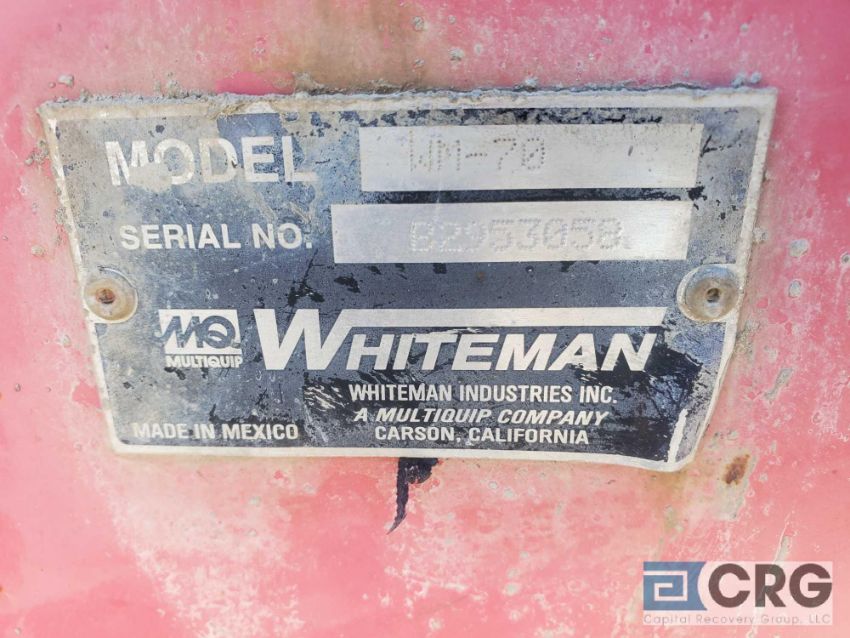 MODEL WM-70
SERIAL NO. B2953058
MQ WHITEMAN
MULTIQUIP
WHITEMAN INDUSTRIES INC.
A MULTIQUIP COMPANY
MADE IN MEXICO CARSON, CALIFORNIA
CRG
Capital Recovery Group, LLC